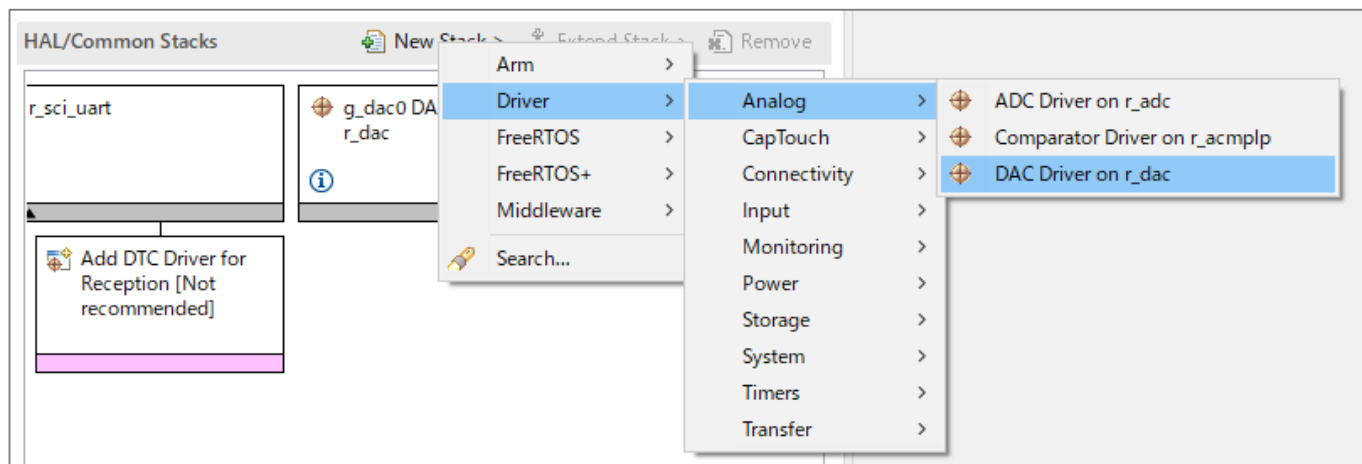 HAL/Common Stacks
New Stack >
Extend Stack >
Remove
r_sci_uart
g_dac0 DA
r_dac
Add DTC Driver for
Reception [Not
recommended]
Arm
Driver
FreeRTOS
FreeRTOS+
Middleware
Search...
Analog
CapTouch
Connectivity
Input
Monitoring
Power
Storage
System
Timers
Transfer
ADC Driver on r_adc
Comparator Driver on r_acmplp
DAC Driver on r_dac